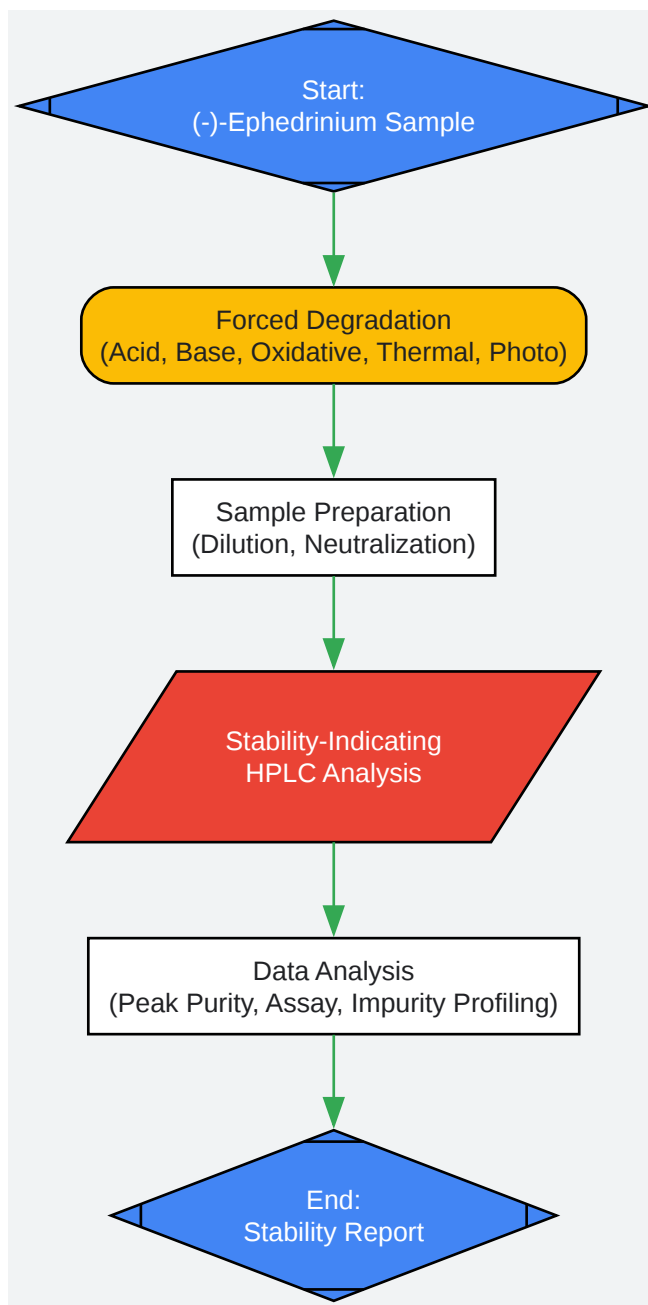 Start:
(-)-Ephedrinium Sample
Forced Degradation
(Acid, Base, Oxidative, Thermal, Photo)
Sample Preparation
(Dilution, Neutralization)
Stability-Indicating
HPLC Analysis
Data Analysis
(Peak Purity, Assay, Impurity Profiling)
End:
Stability Report